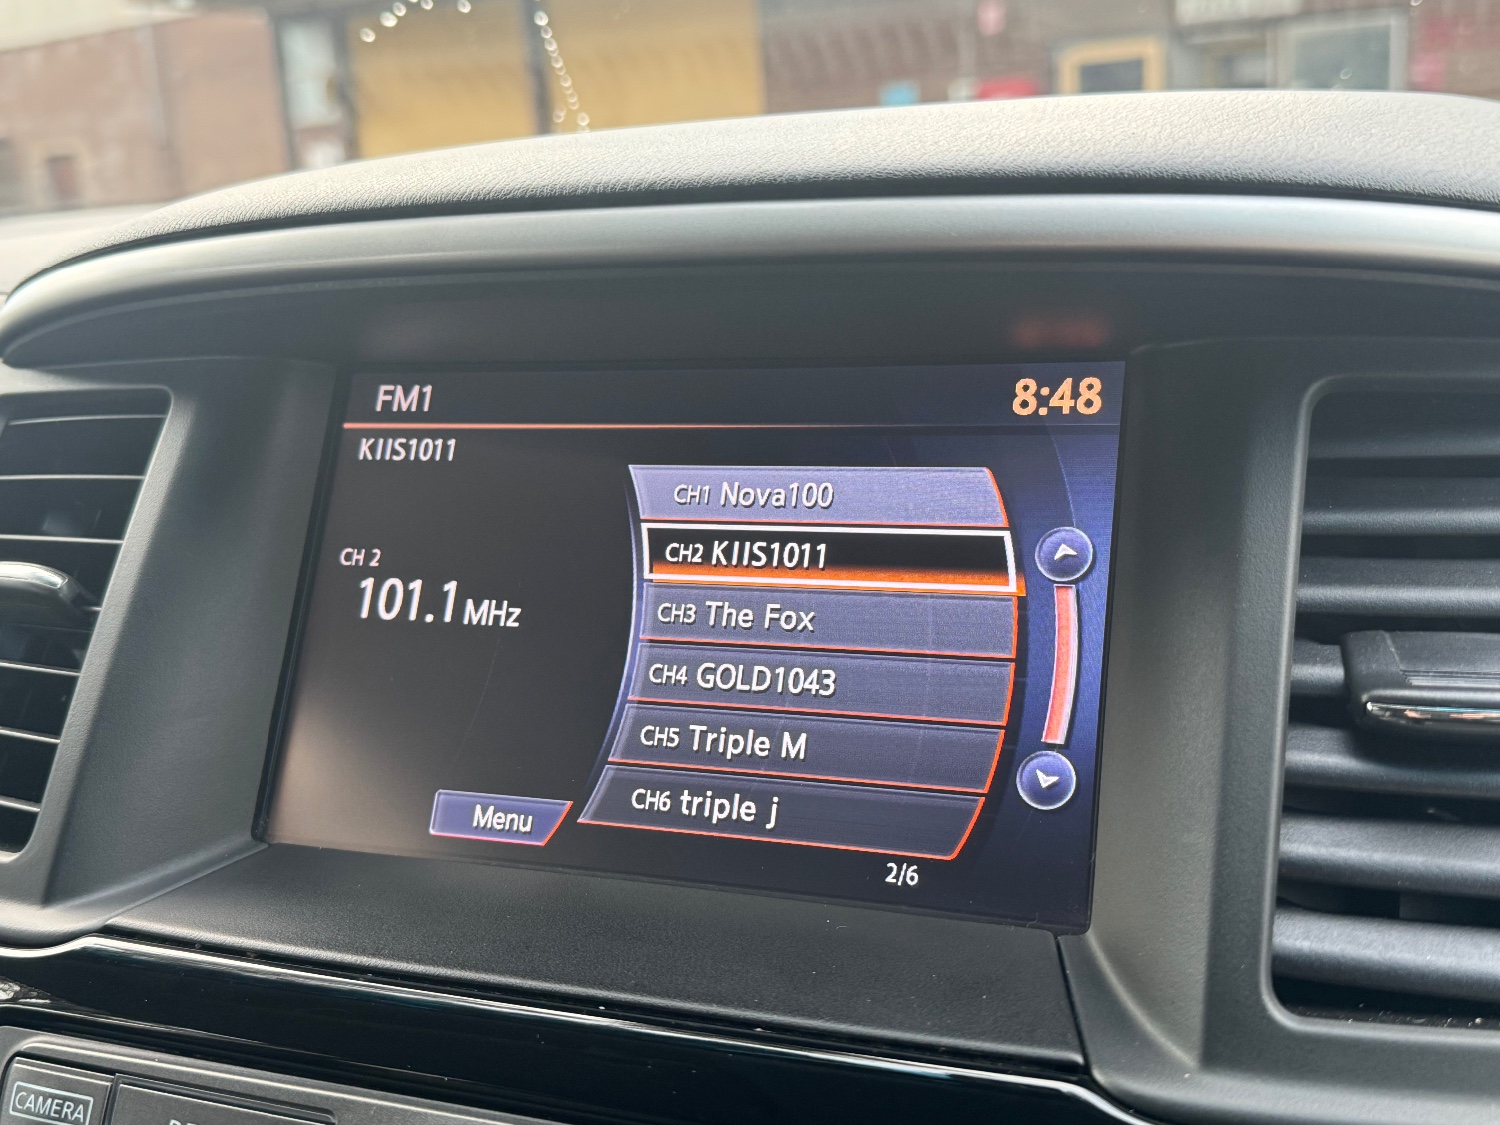 FM1
8:48
KIIS1011
CH 2
101.1 MHz
CH1 Nova100
CH2 KIIS1011
CH3 The Fox
CH4 GOLD1043
CH5 Triple M
CH6 triple j
Menu
2/6
CAMERA